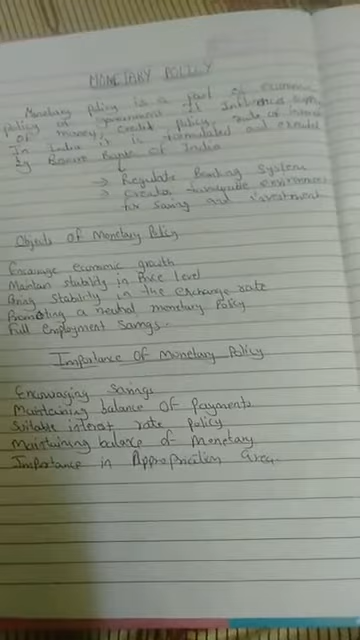 MONETARY POLICY
Monetary policy is a part of economic
policy of government. It influences supply
of money, credit policy, rate of interest
In India it is formulated and executed
by Reserve Bank of India
→ Regulate Banking System
→ Creates favourable environment
for saving and investment
Objects of Monetary Policy
Encourage economic growth
Maintain stability in Price level
Bring stability in the exchange rate
Promoting a neutral monetary Policy
Full employment Savings.
Importance Of Monetary Policy
Encouraging Savings
Maintaining balance OF Payments
Suitable interest rate policy
Maintaining balance of Monetary
Importance in Area.